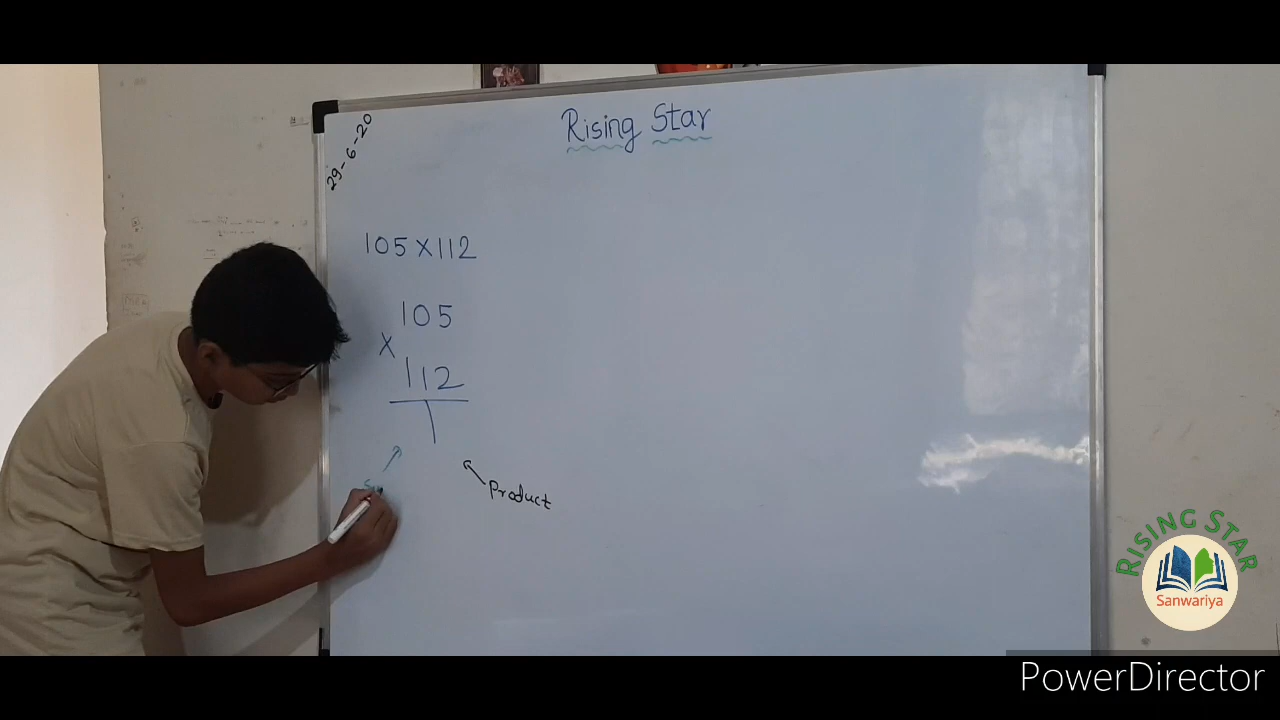 Rising Star
29-6-20
105 X 112
105
X
112
Product
RISING STAR
Sanwariya
PowerDirector